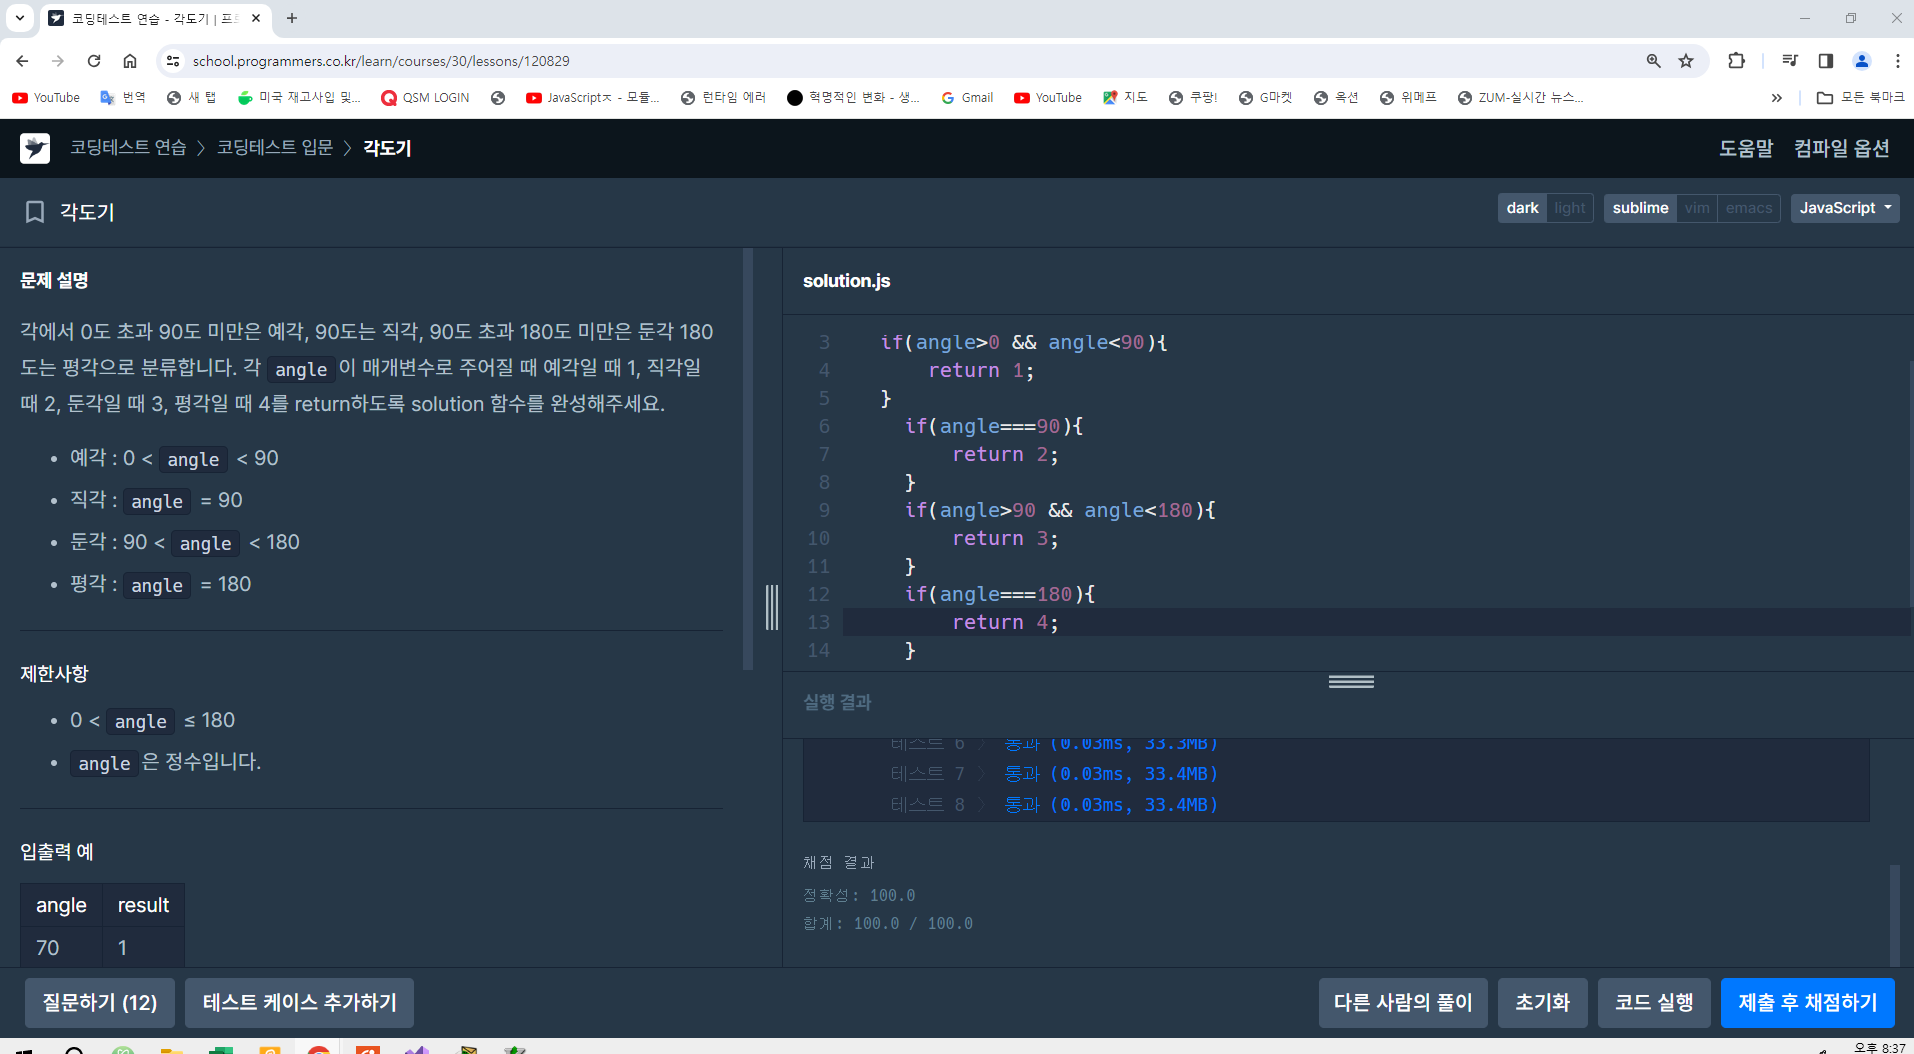 코딩테스트 연습 - 각도기 | 프
school.programmers.co.kr/learn/courses/30/lessons/120829
YouTube 번역 새 탭 미국 재고사입 및... QSM LOGIN JavaScriptㅈ - 모듈... 런타임 에러 혁명적인 변화 - 생... Gmail YouTube 지도 쿠팡! G마켓 옥션 위메프 ZUM-실시간 뉴스... » 모든 북마크
코딩테스트 연습 > 코딩테스트 입문 > 각도기 도움말 컴파일 옵션
각도기 dark light sublime vim emacs JavaScript
문제 설명
각에서 0도 초과 90도 미만은 예각, 90도는 직각, 90도 초과 180도 미만은 둔각 180
도는 평각으로 분류합니다. 각 angle 이 매개변수로 주어질 때 예각일 때 1, 직각일
때 2, 둔각일 때 3, 평각일 때 4를 return하도록 solution 함수를 완성해주세요.
• 예각 : 0 < angle < 90
• 직각 : angle = 90
• 둔각 : 90 < angle < 180
• 평각 : angle = 180
제한사항
• 0 < angle ≤ 180
• angle 은 정수입니다.
입출력 예
angle result
70 1
solution.js
3 if(angle>0 && angle<90){
4 return 1;
5 }
6 if(angle===90){
7 return 2;
8 }
9 if(angle>90 && angle<180){
10 return 3;
11 }
12 if(angle===180){
13 return 4;
14 }
실행 결과
테스트 6 〉 통과 (0.03ms, 33.3MB)
테스트 7 〉 통과 (0.03ms, 33.4MB)
테스트 8 〉 통과 (0.03ms, 33.4MB)
채점 결과
정확성: 100.0
합계: 100.0 / 100.0
질문하기 (12) 테스트 케이스 추가하기 다른 사람의 풀이 초기화 코드 실행 제출 후 채점하기
오후 8:37